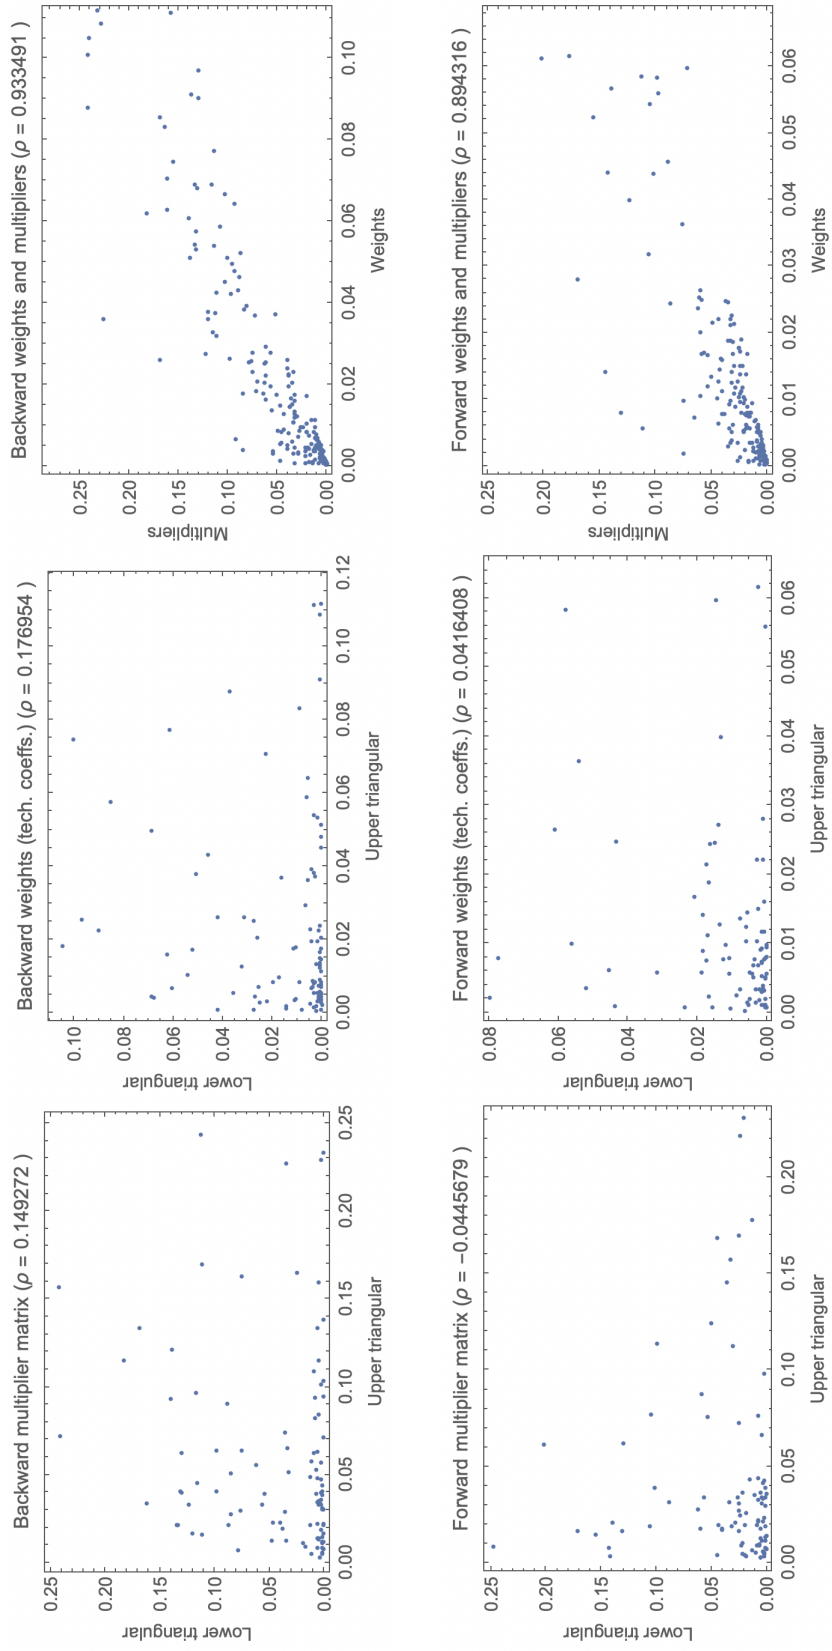 Backward multiplier matrix (ρ = 0.149272 )
Lower triangular
0.25
0.20
0.15
0.10
0.05
0.00
0.00 0.05 0.10 0.15 0.20 0.25
Upper triangular
Backward weights (tech. coeffs.) (ρ = 0.176954 )
Lower triangular
0.10
0.08
0.06
0.04
0.02
0.00
0.00 0.02 0.04 0.06 0.08 0.10 0.12
Upper triangular
Backward weights and multipliers (ρ = 0.933491 )
Multipliers
0.25
0.20
0.15
0.10
0.05
0.00
0.00 0.02 0.04 0.06 0.08 0.10
Weights
Forward multiplier matrix (ρ = −0.0445679 )
Lower triangular
0.25
0.20
0.15
0.10
0.05
0.00
0.00 0.05 0.10 0.15 0.20
Upper triangular
Forward weights (tech. coeffs.) (ρ = 0.0416408 )
Lower triangular
0.08
0.06
0.04
0.02
0.00
0.00 0.01 0.02 0.03 0.04 0.05 0.06
Upper triangular
Forward weights and multipliers (ρ = 0.894316 )
Multipliers
0.25
0.20
0.15
0.10
0.05
0.00
0.00 0.01 0.02 0.03 0.04 0.05 0.06
Weights